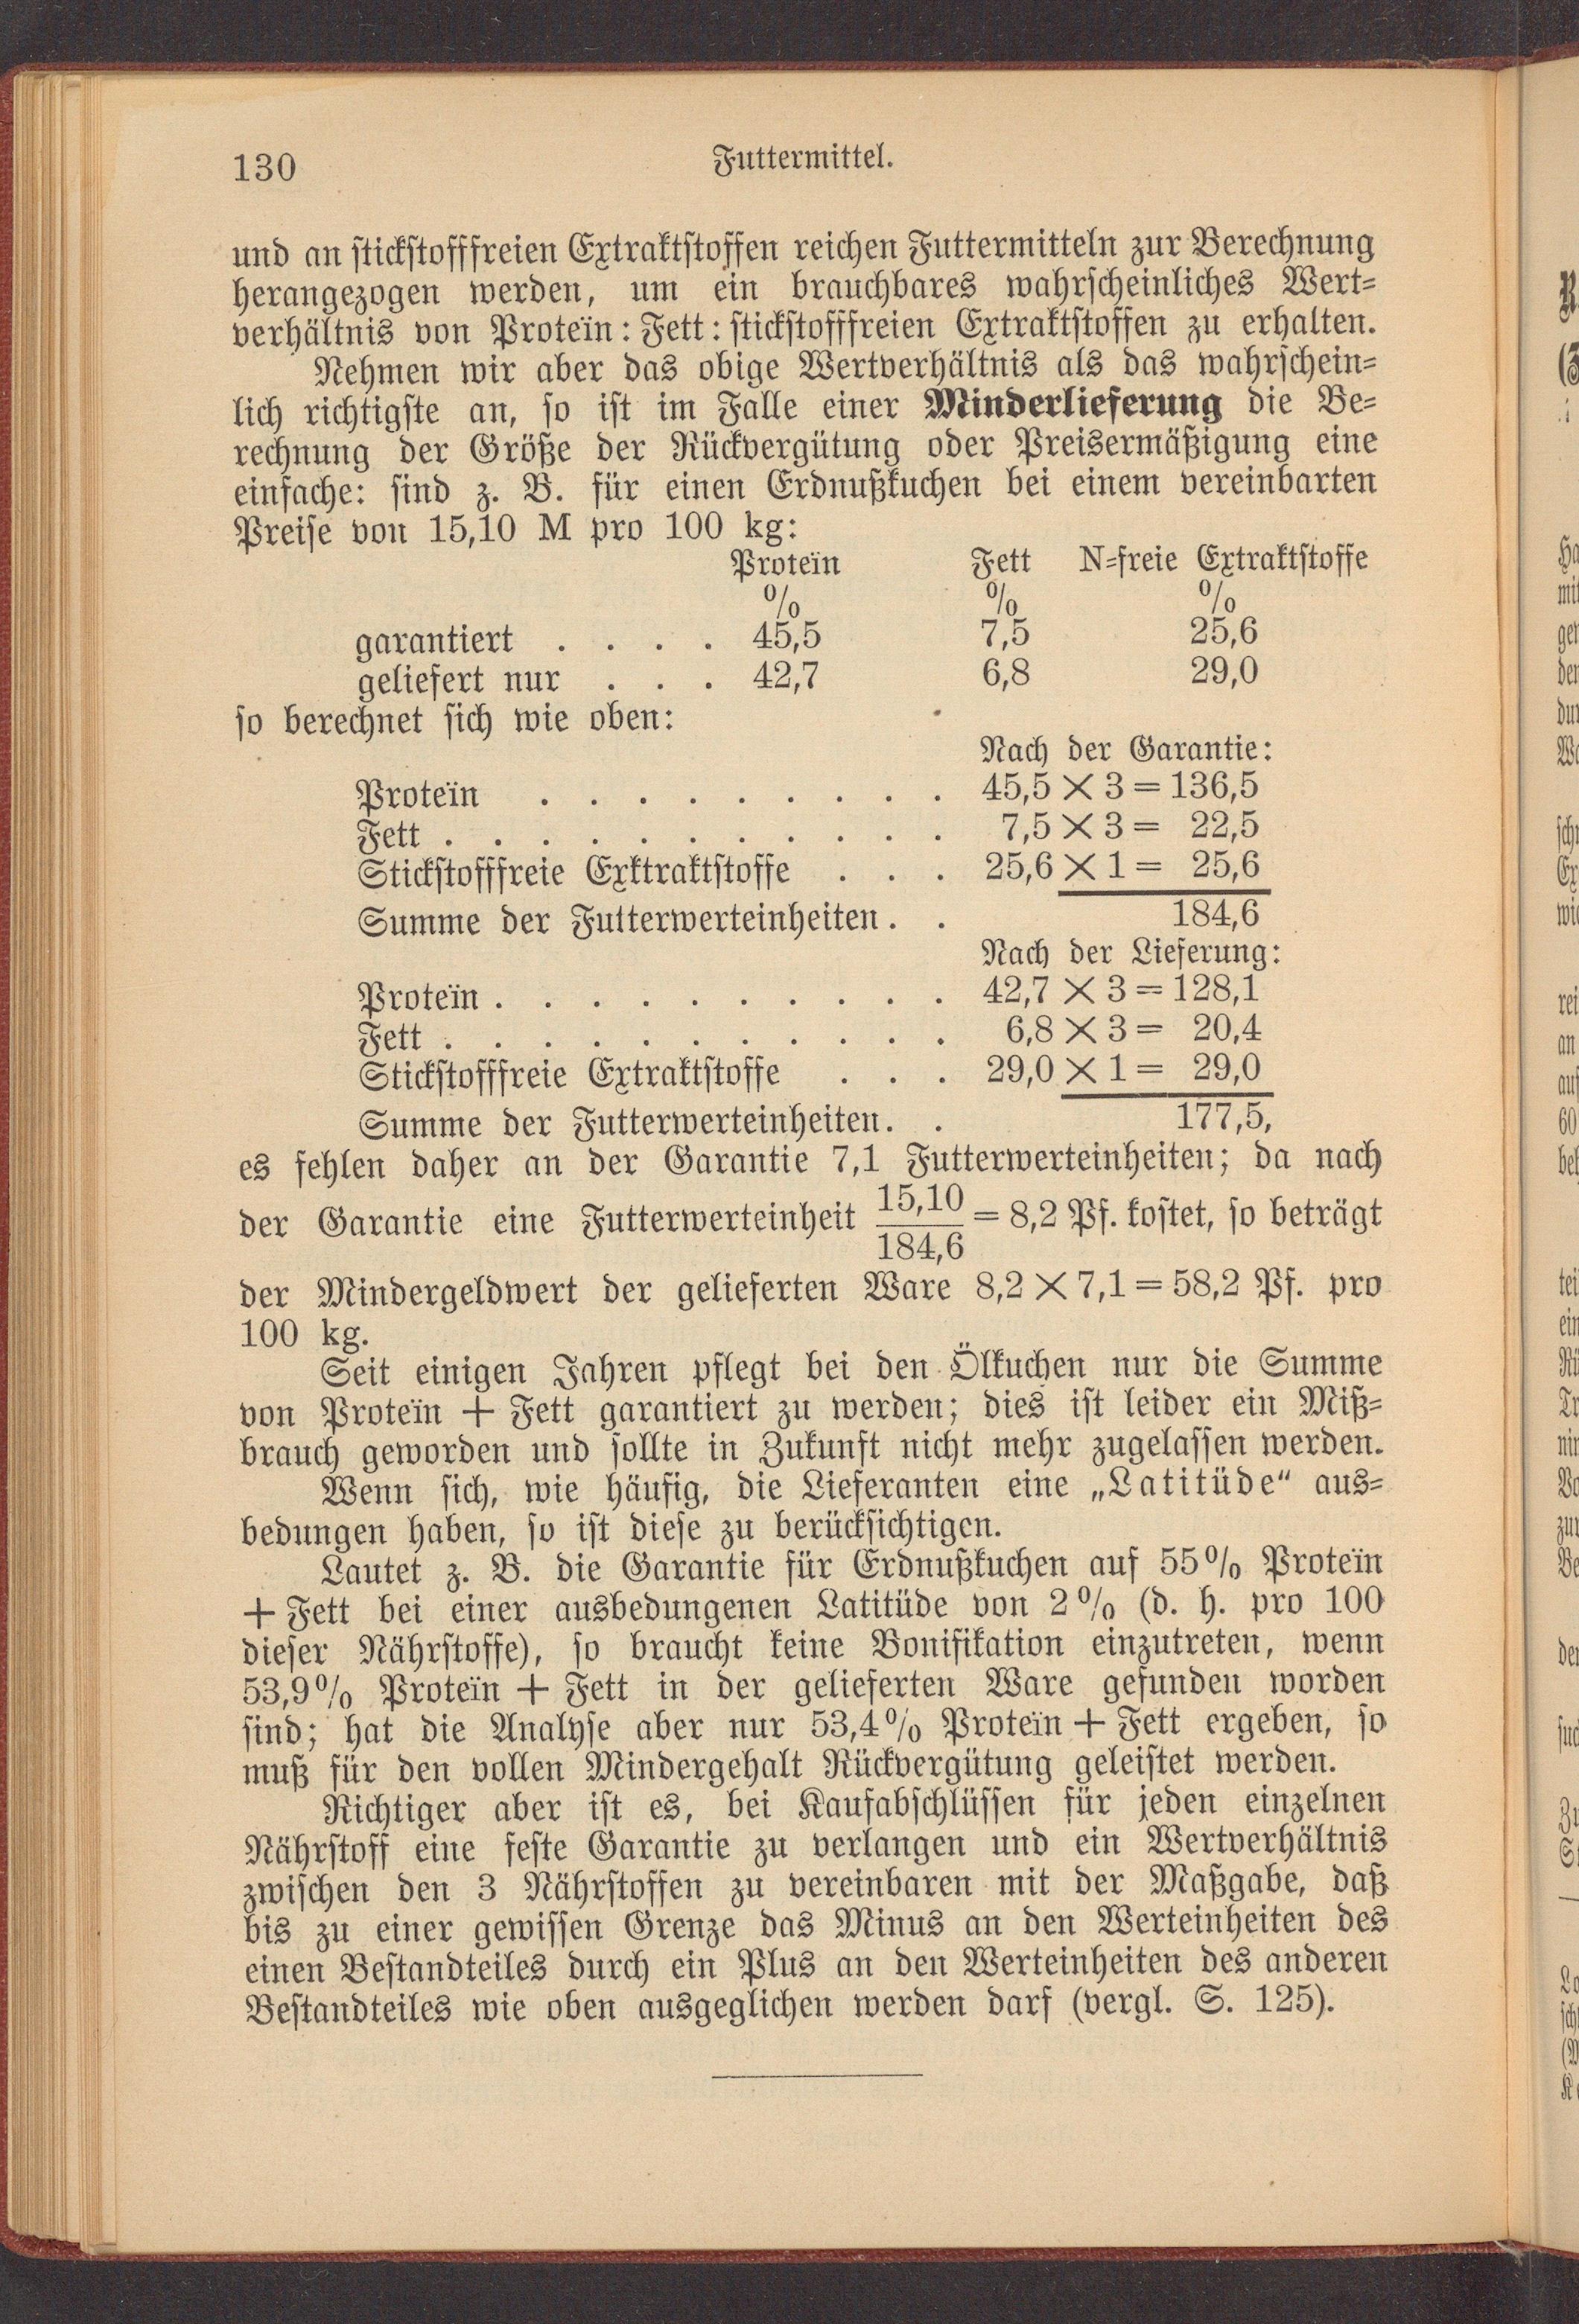 130
Futtermittel.
und an stickstofffreien Extraktstoffen reichen Futtermitteln zur Berechnung
herangezogen werden, um ein brauchbares wahrscheinliches Wert-
verhältnis von Proteïn : Fett : stickstofffreien Extraktstoffen zu erhalten.
Nehmen wir aber das obige Wertverhältnis als das wahrschein-
lich richtigste an, so ist im Falle einer Minderlieferung die Be-
rechnung der Größe der Rückvergütung oder Preisermäßigung eine
einfache: sind z. B. für einen Erdnußkuchen bei einem vereinbarten
Preise von 15,10 M pro 100 kg:
Proteïn Fett N-freie Extraktstoffe
% % %
garantiert . . . . 45,5 7,5 25,6
geliefert nur . . . 42,7 6,8 29,0
so berechnet sich wie oben:
Nach der Garantie:
Proteïn . . . . . . . . . 45,5 × 3 = 136,5
Fett . . . . . . . . . . . 7,5 × 3 = 22,5
Stickstofffreie Exktraktstoffe . . . 25,6 × 1 = 25,6
Summe der Futterwerteinheiten . . 184,6
Nach der Lieferung:
Proteïn . . . . . . . . . . 42,7 × 3 = 128,1
Fett . . . . . . . . . . . 6,8 × 3 = 20,4
Stickstofffreie Extraktstoffe . . . 29,0 × 1 = 29,0
Summe der Futterwerteinheiten . . 177,5,
es fehlen daher an der Garantie 7,1 Futterwerteinheiten; da nach
der Garantie eine Futterwerteinheit 15,10/184,6 = 8,2 Pf. kostet, so beträgt
der Mindergeldwert der gelieferten Ware 8,2 × 7,1 = 58,2 Pf. pro
100 kg.
Seit einigen Jahren pflegt bei den Ölkuchen nur die Summe
von Proteïn + Fett garantiert zu werden; dies ist leider ein Miß-
brauch geworden und sollte in Zukunft nicht mehr zugelassen werden.
Wenn sich, wie häufig, die Lieferanten eine „Latitüde“ aus-
bedungen haben, so ist diese zu berücksichtigen.
Lautet z. B. die Garantie für Erdnußkuchen auf 55 % Proteïn
+ Fett bei einer ausbedungenen Latitüde von 2 % (d. h. pro 100
dieser Nährstoffe), so braucht keine Bonifikation einzutreten, wenn
53,9 % Proteïn + Fett in der gelieferten Ware gefunden worden
sind; hat die Analyse aber nur 53,4 % Proteïn + Fett ergeben, so
muß für den vollen Mindergehalt Rückvergütung geleistet werden.
Richtiger aber ist es, bei Kaufabschlüssen für jeden einzelnen
Nährstoff eine feste Garantie zu verlangen und ein Wertverhältnis
zwischen den 3 Nährstoffen zu vereinbaren mit der Maßgabe, daß
bis zu einer gewissen Grenze das Minus an den Werteinheiten des
einen Bestandteiles durch ein Plus an den Werteinheiten des anderen
Bestandteiles wie oben ausgeglichen werden darf (vergl. S. 125).